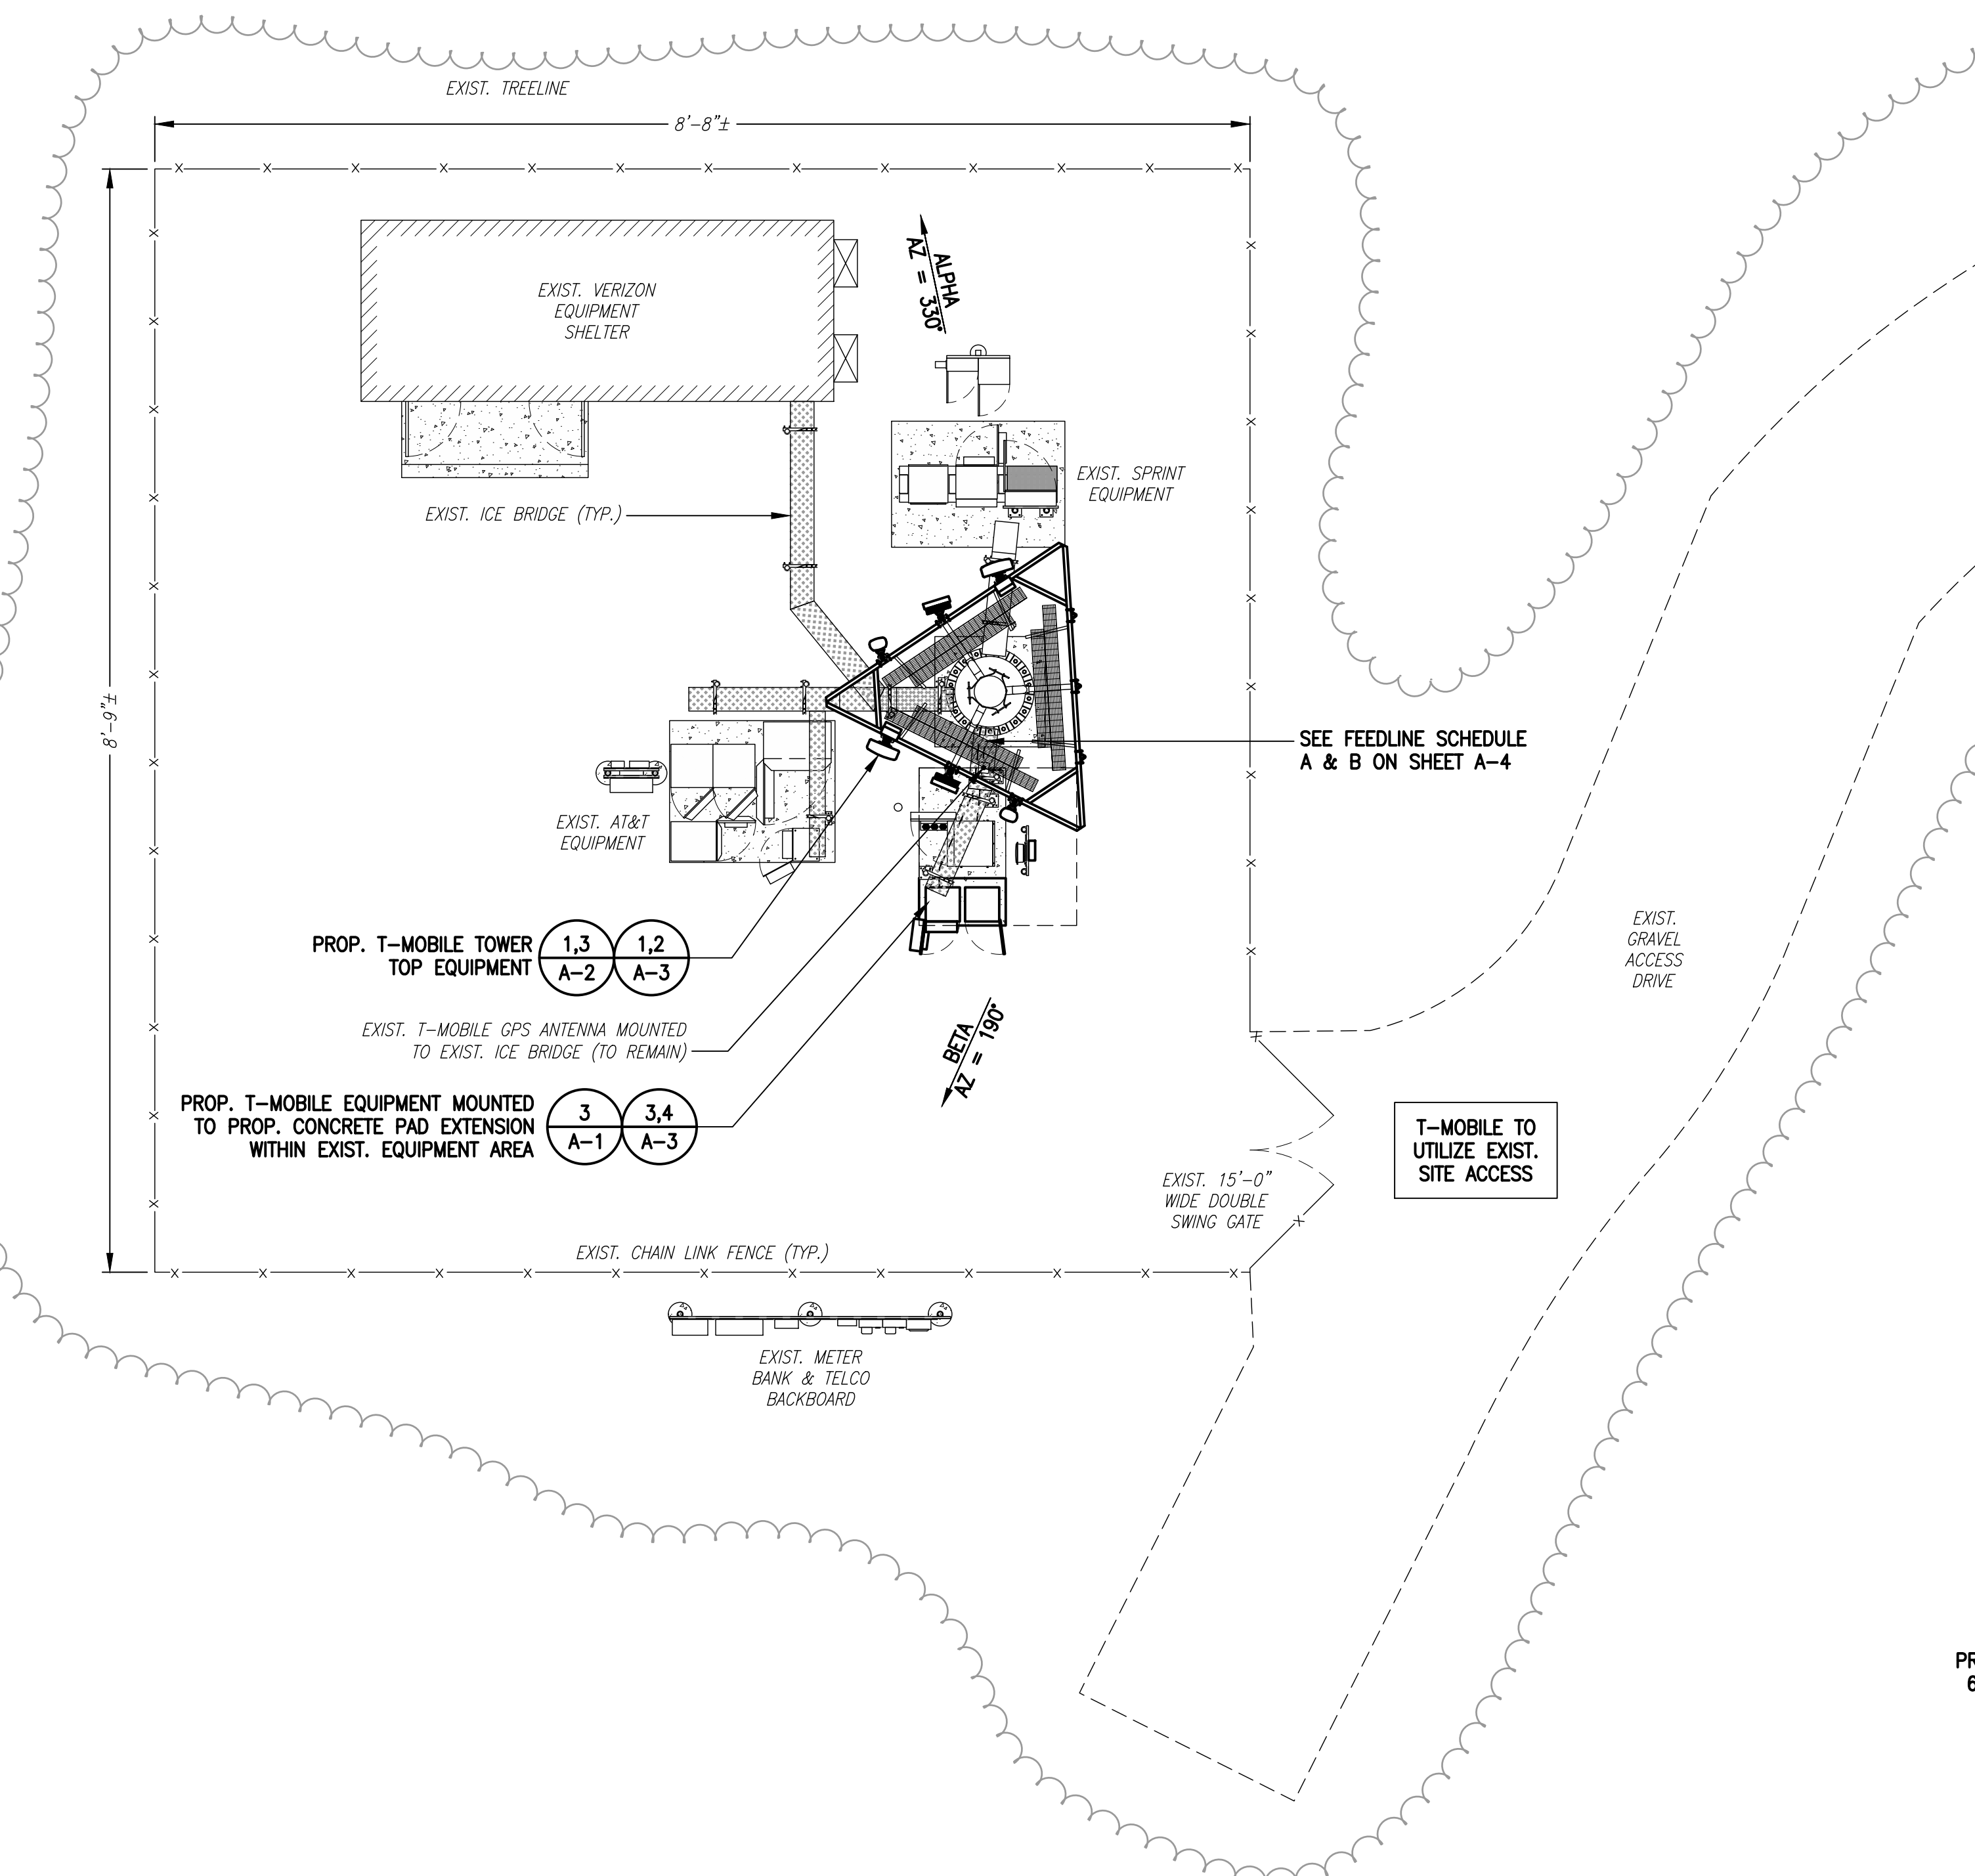 EXIST. TREELINE
8'-8"±
8'-9"±
ALPHA
AZ = 330°
EXIST. VERIZON
EQUIPMENT
SHELTER
EXIST. SPRINT
EQUIPMENT
EXIST. ICE BRIDGE (TYP.)
SEE FEEDLINE SCHEDULE
A & B ON SHEET A-4
EXIST. AT&T
EQUIPMENT
PROP. T-MOBILE TOWER
TOP EQUIPMENT
1,3
A-2
1,2
A-3
EXIST.
GRAVEL
ACCESS
DRIVE
EXIST. T-MOBILE GPS ANTENNA MOUNTED
TO EXIST. ICE BRIDGE (TO REMAIN)
BETA
AZ = 190°
PROP. T-MOBILE EQUIPMENT MOUNTED
TO PROP. CONCRETE PAD EXTENSION
WITHIN EXIST. EQUIPMENT AREA
3
A-1
3,4
A-3
T-MOBILE TO
UTILIZE EXIST.
SITE ACCESS
EXIST. 15'-0"
WIDE DOUBLE
SWING GATE
EXIST. CHAIN LINK FENCE (TYP.)
EXIST. METER
BANK & TELCO
BACKBOARD